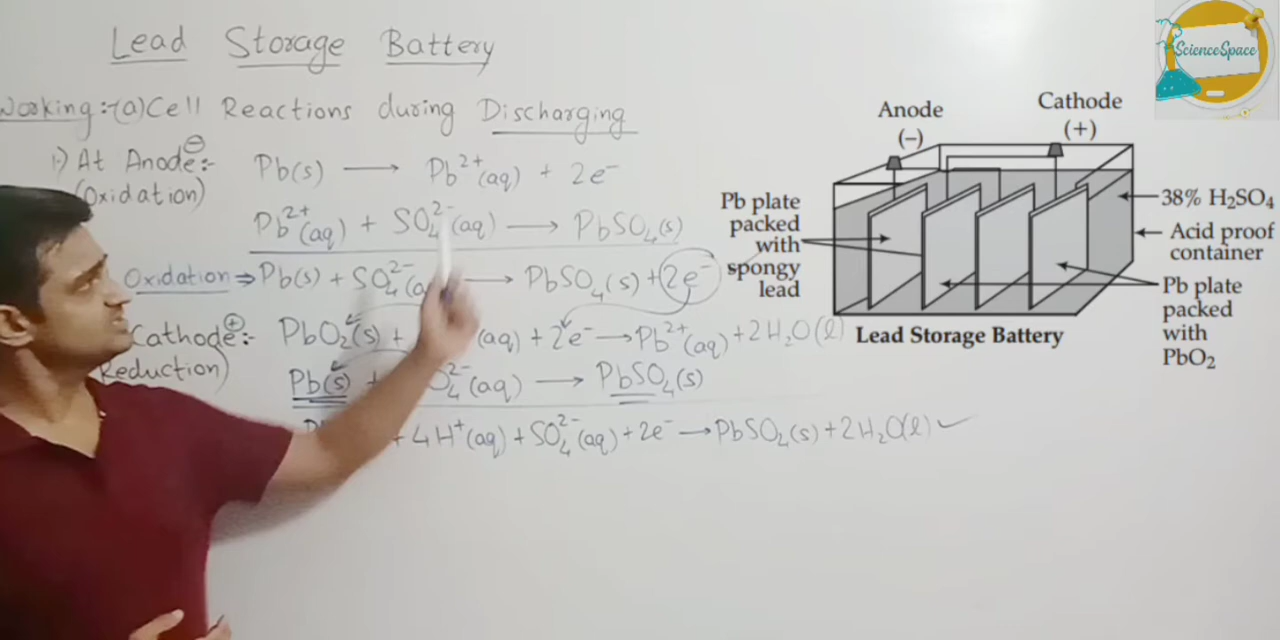 Lead Storage Battery
Working:-(a) Cell Reactions during Discharging
1·) At Anode⊖:- Pb(s) ⟶ Pb²⁺(aq) + 2e⁻
(Oxidation)
Pb²⁺(aq) + SO₄²⁻(aq) ⟶ PbSO₄(s)
Oxidation ⇒ Pb(s) + SO₄²⁻(a ⟶ PbSO₄(s) + 2e⁻
Cathode⊕:- PbO₂(s) + (aq) + 2e⁻ ⟶ Pb²⁺(aq) + 2H₂O(l)
Reduction)
Pb(s) + O₄²⁻(aq) ⟶ PbSO₄(s)
+ 4H⁺(aq) + SO₄²⁻(aq) + 2e⁻ ⟶ PbSO₄(s) + 2H₂O(l) ✓
ScienceSpace
Anode
(–)
Cathode
(+)
Pb plate
packed
with
spongy
lead
38% H₂SO₄
Acid proof
container
Pb plate
packed
with
PbO₂
Lead Storage Battery